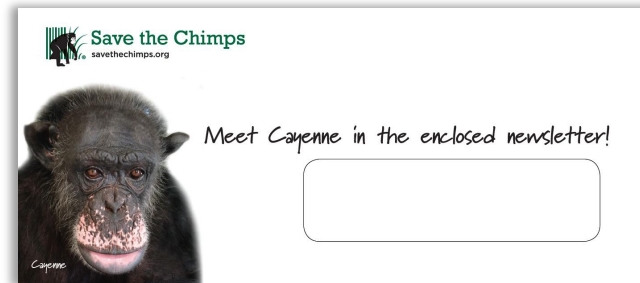 Save the Chimps
savethechimps.org
Meet Cayenne in the enclosed newsletter!
Cayenne